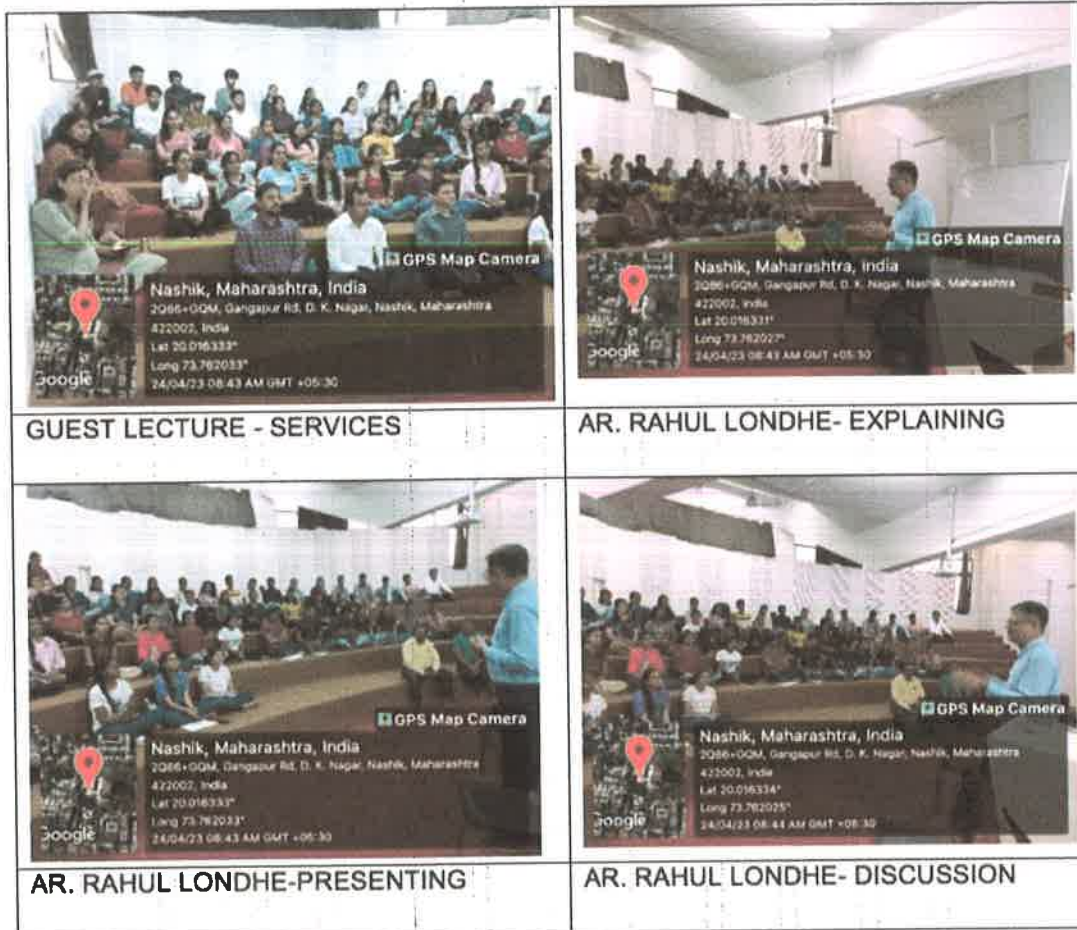 GPS Map Camera
Nashik, Maharashtra, India
2Q86+GQM, Gangapur Rd, D. K. Nagar, Nashik, Maharashtra
422002, India
Lat 20.016333°
Long 73.762033°
24/04/23 08:43 AM GMT +05:30
Google
GPS Map Camera
Nashik, Maharashtra, India
2Q86+GQM, Gangapur Rd, D. K. Nagar, Nashik, Maharashtra
422002, India
Lat 20.016331°
Long 73.762027°
24/04/23 08:43 AM GMT +05:30
Google
GUEST LECTURE - SERVICES
AR. RAHUL LONDHE- EXPLAINING
GPS Map Camera
Nashik, Maharashtra, India
2Q86+GQM, Gangapur Rd, D. K. Nagar, Nashik, Maharashtra
422002, India
Lat 20.016333°
Long 73.762033°
24/04/23 08:43 AM GMT +05:30
Google
GPS Map Camera
Nashik, Maharashtra, India
2Q86+GQM, Gangapur Rd, D. K. Nagar, Nashik, Maharashtra
422002, India
Lat 20.016334°
Long 73.762025°
24/04/23 08:44 AM GMT +05:30
Google
AR. RAHUL LONDHE-PRESENTING
AR. RAHUL LONDHE- DISCUSSION